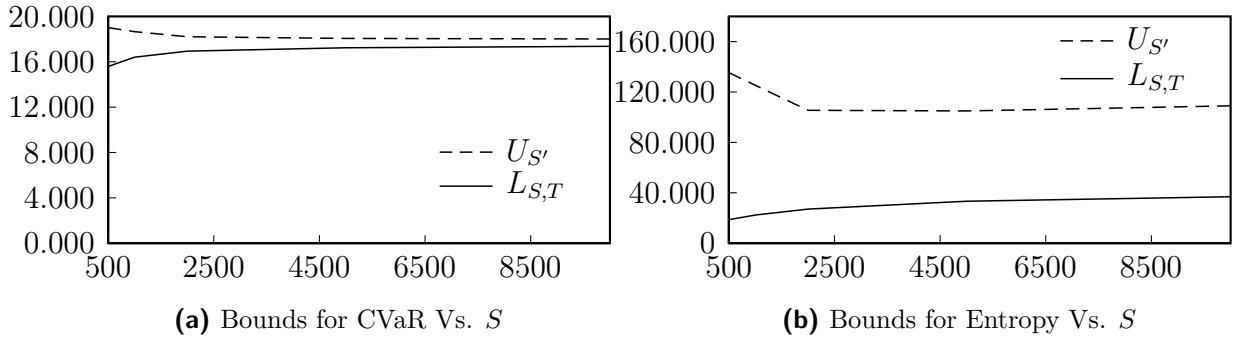 20.000
16.000
12.000
8.000
4.000
0.000
500 2500 4500 6500 8500
U_{S'}
L_{S,T}
(a) Bounds for CVaR Vs. S
160.000
120.000
80.000
40.000
0
500 2500 4500 6500 8500
U_{S'}
L_{S,T}
(b) Bounds for Entropy Vs. S